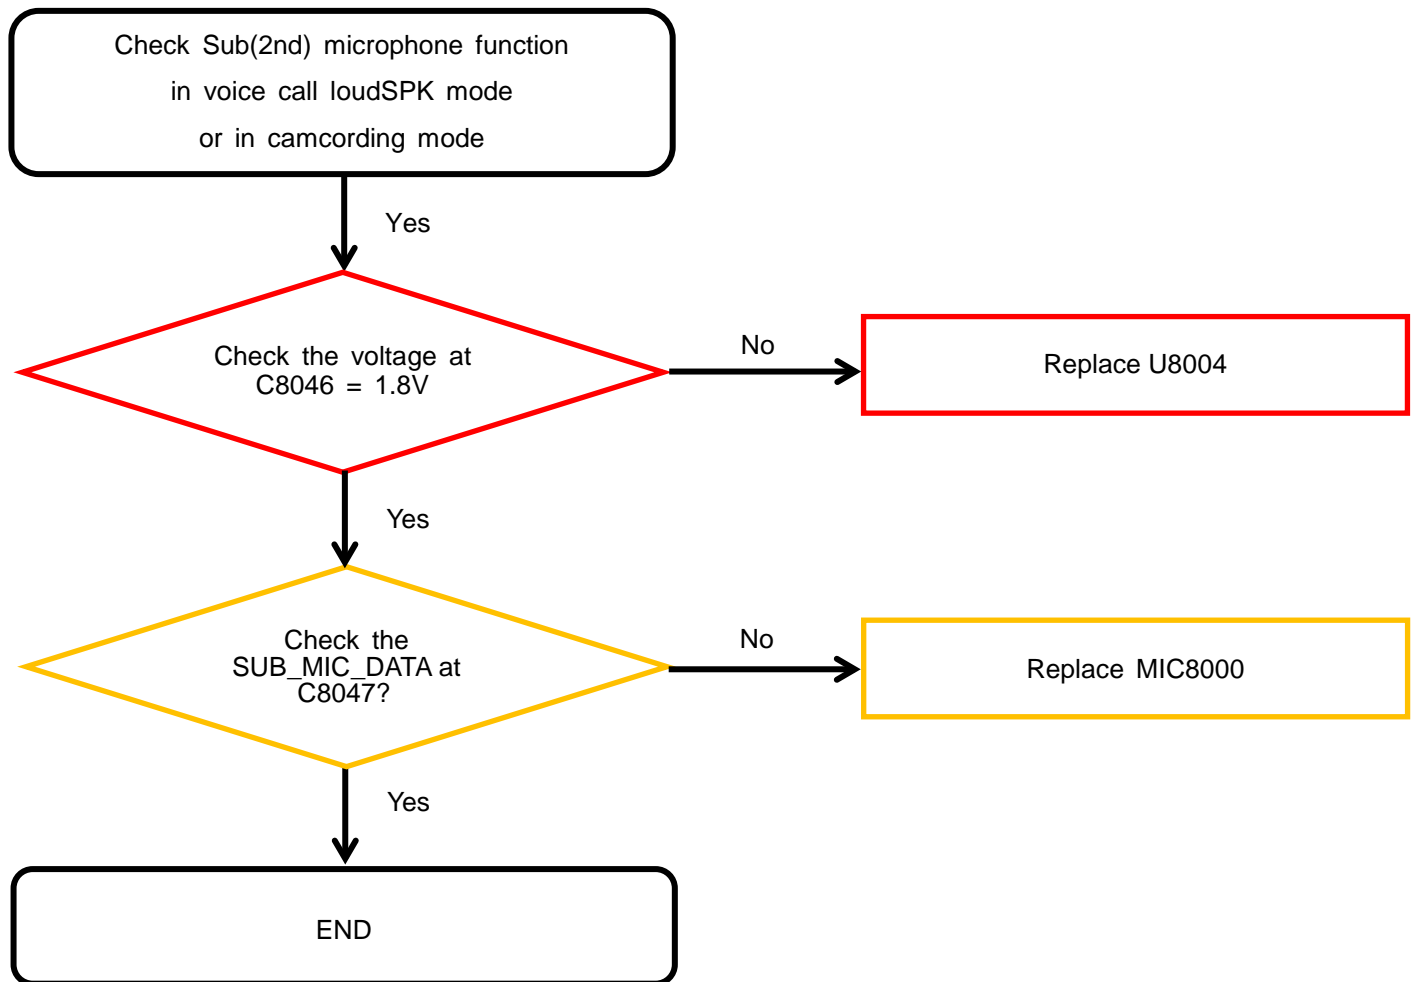 Check Sub(2nd) microphone function
in voice call loudSPK mode
or in camcording mode
Yes
Check the voltage at
C8046 = 1.8V
No
Replace U8004
Yes
Check the
SUB_MIC_DATA at
C8047?
No
Replace MIC8000
Yes
END